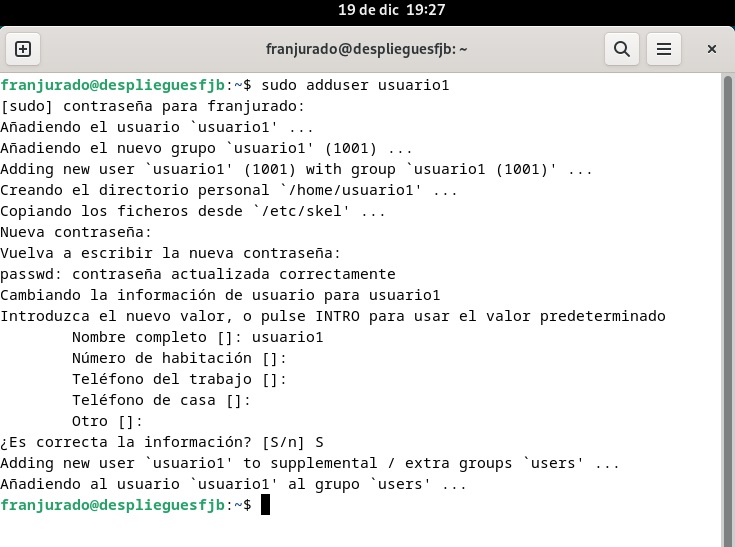 19 de dic 19:27
franjurado@desplieguesfjb: ~
franjurado@desplieguesfjb:~$ sudo adduser usuario1
[sudo] contraseña para franjurado:
Añadiendo el usuario `usuario1' ...
Añadiendo el nuevo grupo `usuario1' (1001) ...
Adding new user `usuario1' (1001) with group `usuario1 (1001)' ...
Creando el directorio personal `/home/usuario1' ...
Copiando los ficheros desde `/etc/skel' ...
Nueva contraseña:
Vuelva a escribir la nueva contraseña:
passwd: contraseña actualizada correctamente
Cambiando la información de usuario para usuario1
Introduzca el nuevo valor, o pulse INTRO para usar el valor predeterminado
Nombre completo []: usuario1
Número de habitación []:
Teléfono del trabajo []:
Teléfono de casa []:
Otro []:
¿Es correcta la información? [S/n] S
Adding new user `usuario1' to supplemental / extra groups `users' ...
Añadiendo al usuario `usuario1' al grupo `users' ...
franjurado@desplieguesfjb:~$